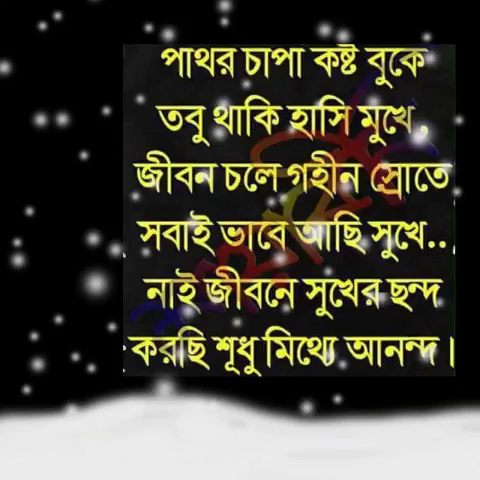 পাথর চাপা কষ্ট বুকে
তবু থাকি হাসি মুখে,
জীবন চলে গহীন স্রোতে
সবাই ভাবে আছি সুখে..
নাই জীবনে সুখের ছন্দ
করছি শূধু মিথ্যে আনন্দ।